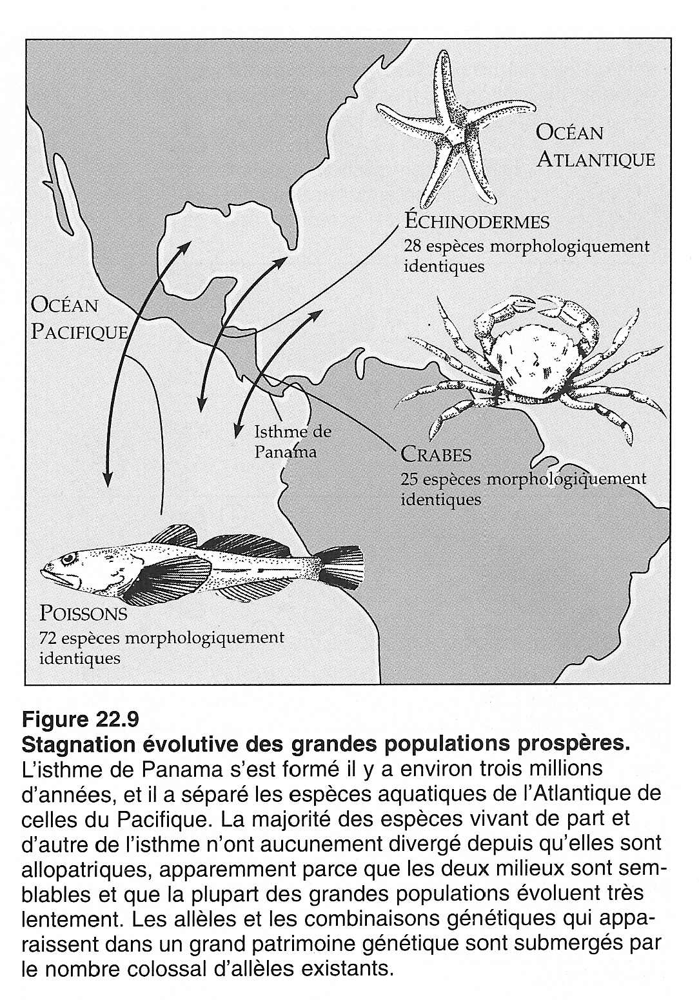 OCÉAN
ATLANTIQUE
ÉCHINODERMES
28 espèces morphologiquement
identiques
OCÉAN
PACIFIQUE
Isthme de
Panama
CRABES
25 espèces morphologiquement
identiques
POISSONS
72 espèces morphologiquement
identiques
Figure 22.9
Stagnation évolutive des grandes populations prospères.
L'isthme de Panama s'est formé il y a environ trois millions
d'années, et il a séparé les espèces aquatiques de l'Atlantique de
celles du Pacifique. La majorité des espèces vivant de part et
d'autre de l'isthme n'ont aucunement divergé depuis qu'elles sont
allopatriques, apparemment parce que les deux milieux sont sem-
blables et que la plupart des grandes populations évoluent très
lentement. Les allèles et les combinaisons génétiques qui appa-
raissent dans un grand patrimoine génétique sont submergés par
le nombre colossal d'allèles existants.